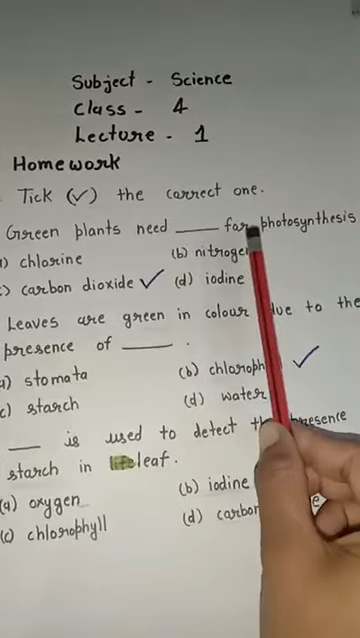 Subject - Science
Class - 4
Lecture - 1
Homework
Tick (✓) the correct one.
Green plants need ____ for photosynthesis
) chlorine (b) nitroge
) carbon dioxide ✓ (d) iodine
Leaves are green in colour due to the
presence of ____ .
a) stomata (b) chloroph ✓
c) starch (d) water
____ is used to detect the presence
starch in leaf.
(a) oxygen (b) iodine
(c) chlorophyll (d) carbon